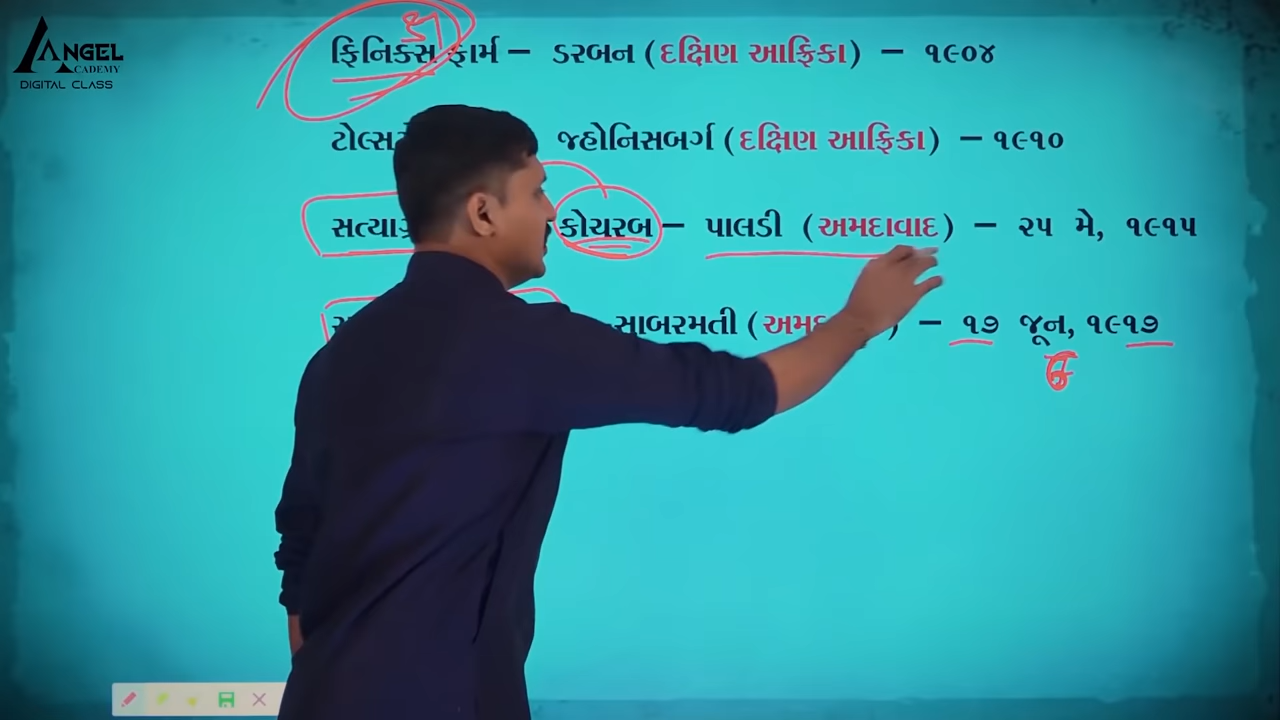 ANGEL
ACADEMY
DIGITAL CLASS
ફિનિક્સ ફાર્મ – ડરબન (દક્ષિણ આફ્રિકા) – ૧૯૦૪
જ્હોનિસબર્ગ (દક્ષિણ આફ્રિકા) – ૧૯૧૦
કોચરબ – પાલડી (અમદાવાદ) – ૨૫ મે, ૧૯૧૫
સાબરમતી – ૧૭ જૂન, ૧૯૧૭